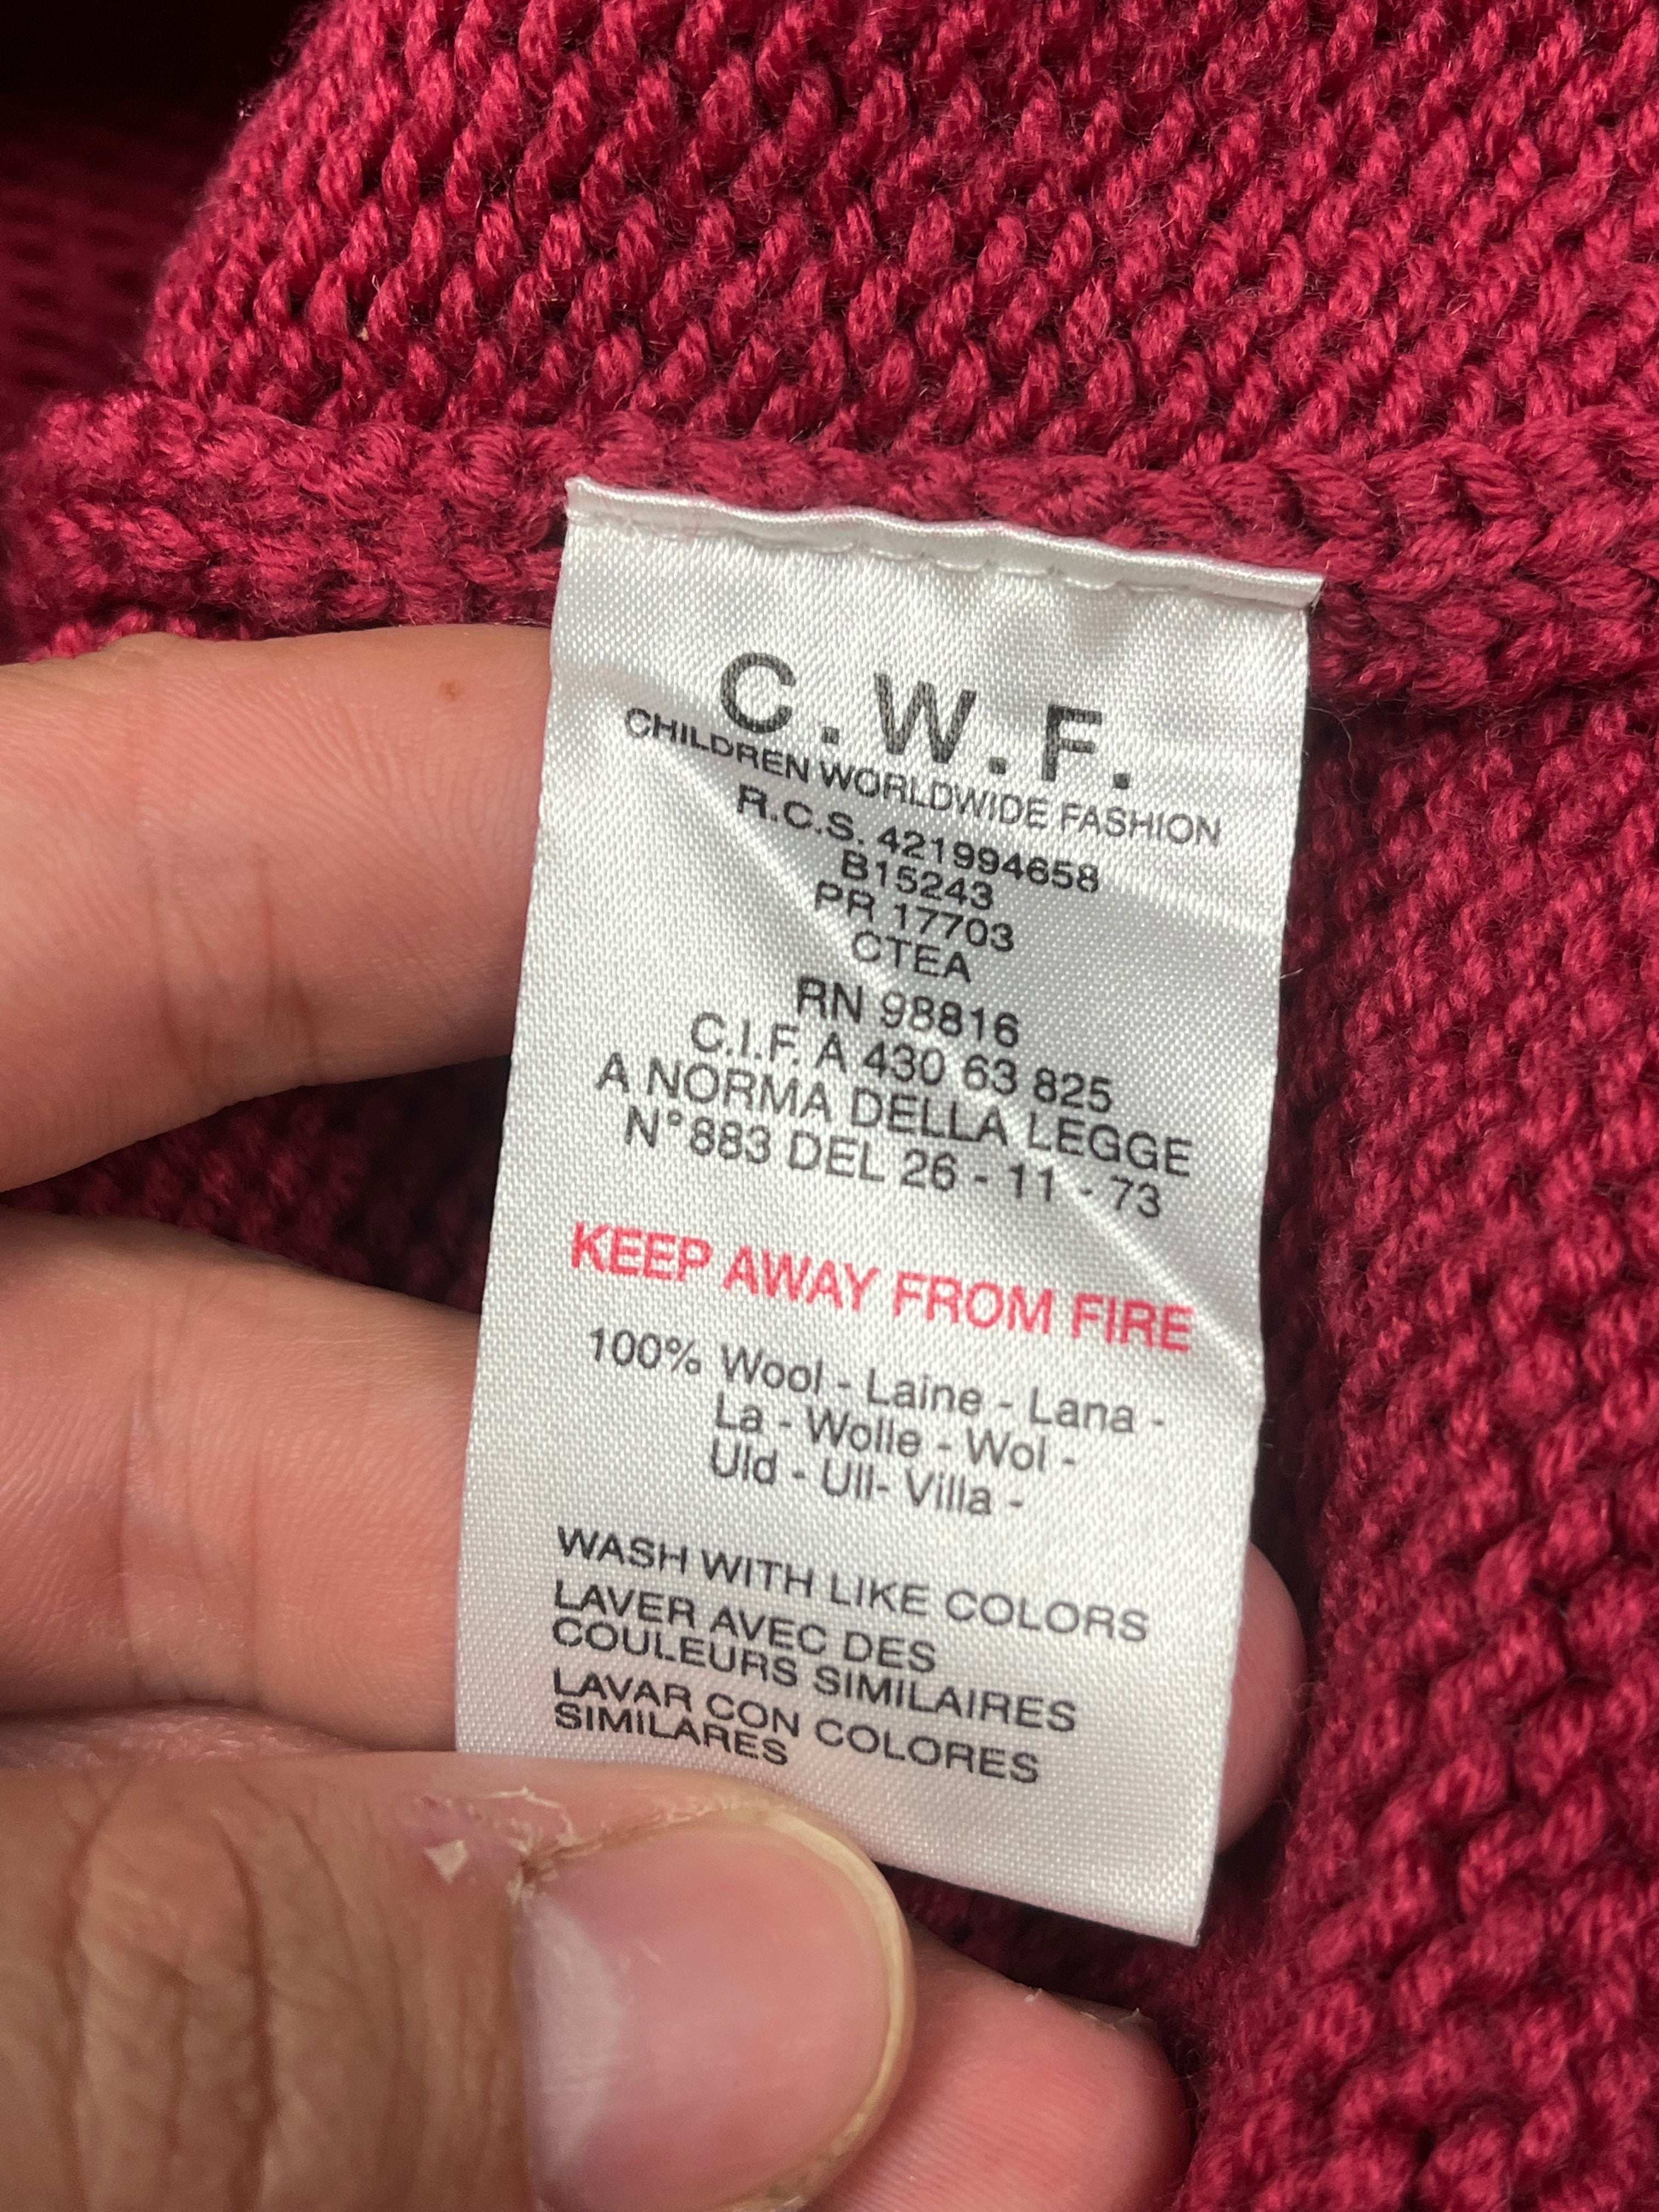 C.W.F.
CHILDREN WORLDWIDE FASHION
R.C.S. 421994658
B15243
PR 17703
CTEA
RN 98816
C.I.F. A 430 63 825
A NORMA DELLA LEGGE
N°883 DEL 26 - 11 - 73
KEEP AWAY FROM FIRE
100% Wool - Laine - Lana -
La - Wolle - Wol -
Uld - Ull- Villa -
WASH WITH LIKE COLORS
LAVER AVEC DES
COULEURS SIMILAIRES
LAVAR CON COLORES
SIMILARES